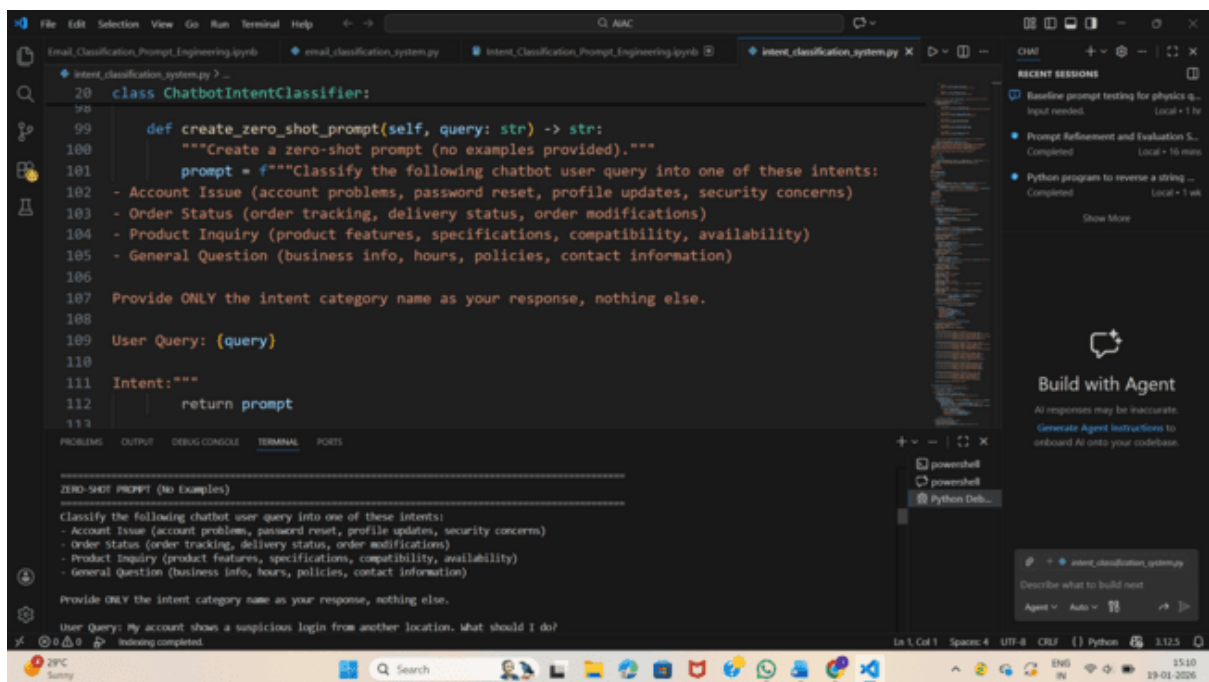 File Edit Selection View Go Run Terminal Help
AIAC
Email_Classification_Prompt_Engineering.ipynb
email_classification_system.py
Intent_Classification_Prompt_Engineering.ipynb
intent_classification_system.py
intent_classification_system.py > ...
20 class ChatbotIntentClassifier:
98
99 def create_zero_shot_prompt(self, query: str) -> str:
100 """Create a zero-shot prompt (no examples provided)."""
101 prompt = f"""Classify the following chatbot user query into one of these intents:
102 - Account Issue (account problems, password reset, profile updates, security concerns)
103 - Order Status (order tracking, delivery status, order modifications)
104 - Product Inquiry (product features, specifications, compatibility, availability)
105 - General Question (business info, hours, policies, contact information)
106
107 Provide ONLY the intent category name as your response, nothing else.
108
109 User Query: {query}
110
111 Intent:"""
112 return prompt
113
PROBLEMS OUTPUT DEBUG CONSOLE TERMINAL PORTS
ZERO-SHOT PROMPT (No Examples)
Classify the following chatbot user query into one of these intents:
- Account Issue (account problems, password reset, profile updates, security concerns)
- Order Status (order tracking, delivery status, order modifications)
- Product Inquiry (product features, specifications, compatibility, availability)
- General Question (business info, hours, policies, contact information)
Provide ONLY the intent category name as your response, nothing else.
User Query: My account shows a suspicious login from another location. What should I do?
powershell
powershell
Python Deb...
CHAT
RECENT SESSIONS
Baseline prompt testing for physics q...
Input needed. Local • 1 hr
Prompt Refinement and Evaluation S...
Completed Local • 16 mins
Python program to reverse a string ...
Completed Local • 1 wk
Show More
Build with Agent
AI responses may be inaccurate.
Generate Agent Instructions to
onboard AI onto your codebase.
intent_classification_system.py
Describe what to build next
Agent Auto
0 0 Indexing completed.
Ln 1, Col 1 Spaces: 4 UTF-8 CRLF { } Python 3.12.5
29°C
Sunny
Search
ENG
IN
15:10
19-01-2026